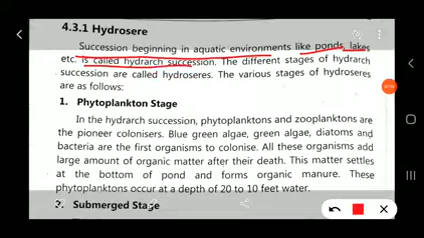 4.3.1 Hydrosere
Succession beginning in aquatic environments like ponds, lakes
etc. is called hydrarch succession. The different stages of hydrarch
succession are called hydroseres. The various stages of hydroseres
are as follows:
1. Phytoplankton Stage
In the hydrarch succession, phytoplanktons and zooplanktons are
the pioneer colonisers. Blue green algae, green algae, diatoms and
bacteria are the first organisms to colonise. All these organisms add
large amount of organic matter after their death. This matter settles
at the bottom of pond and forms organic manure. These
phytoplanktons occur at a depth of 20 to 10 feet water.
2. Submerged Stage